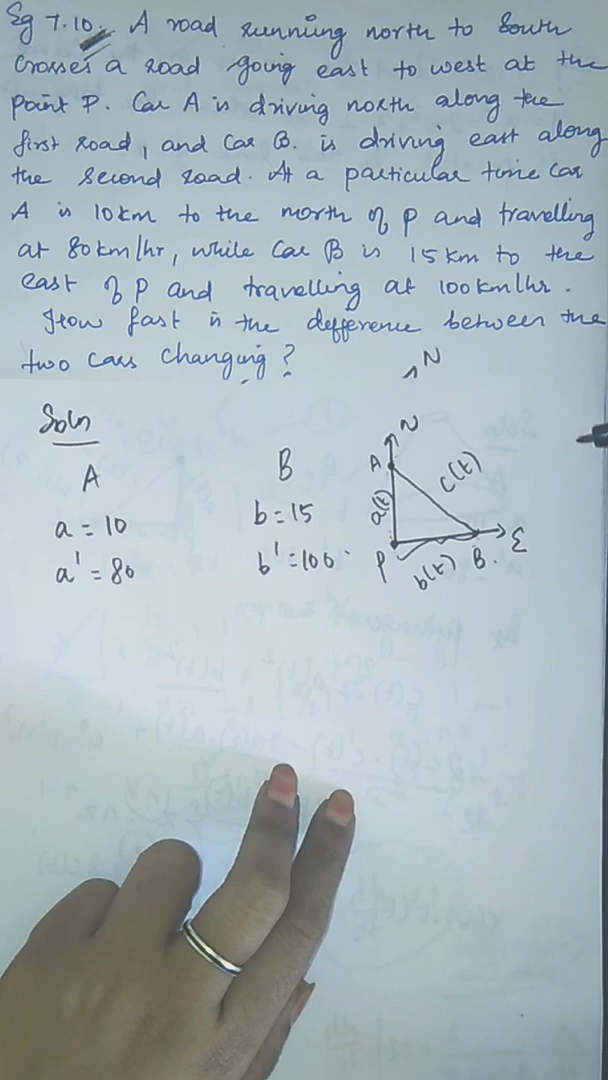 Eg 7.10. A road running north to South
Crosses a road going east to west at the
point P. Car A is driving north along the
first road, and Car B. is driving east along
the second road. At a particular time car
A is 10km to the north of P and travelling
at 80km/hr, while Car B is 15km to the
east of P and travelling at 100km/hr.
How fast is the difference between the
two cars changing?
N
Soln
A B
a = 10 b = 15
a' = 80 b' = 100
N
A
a(t)
c(t)
P
b(t)
B.
E